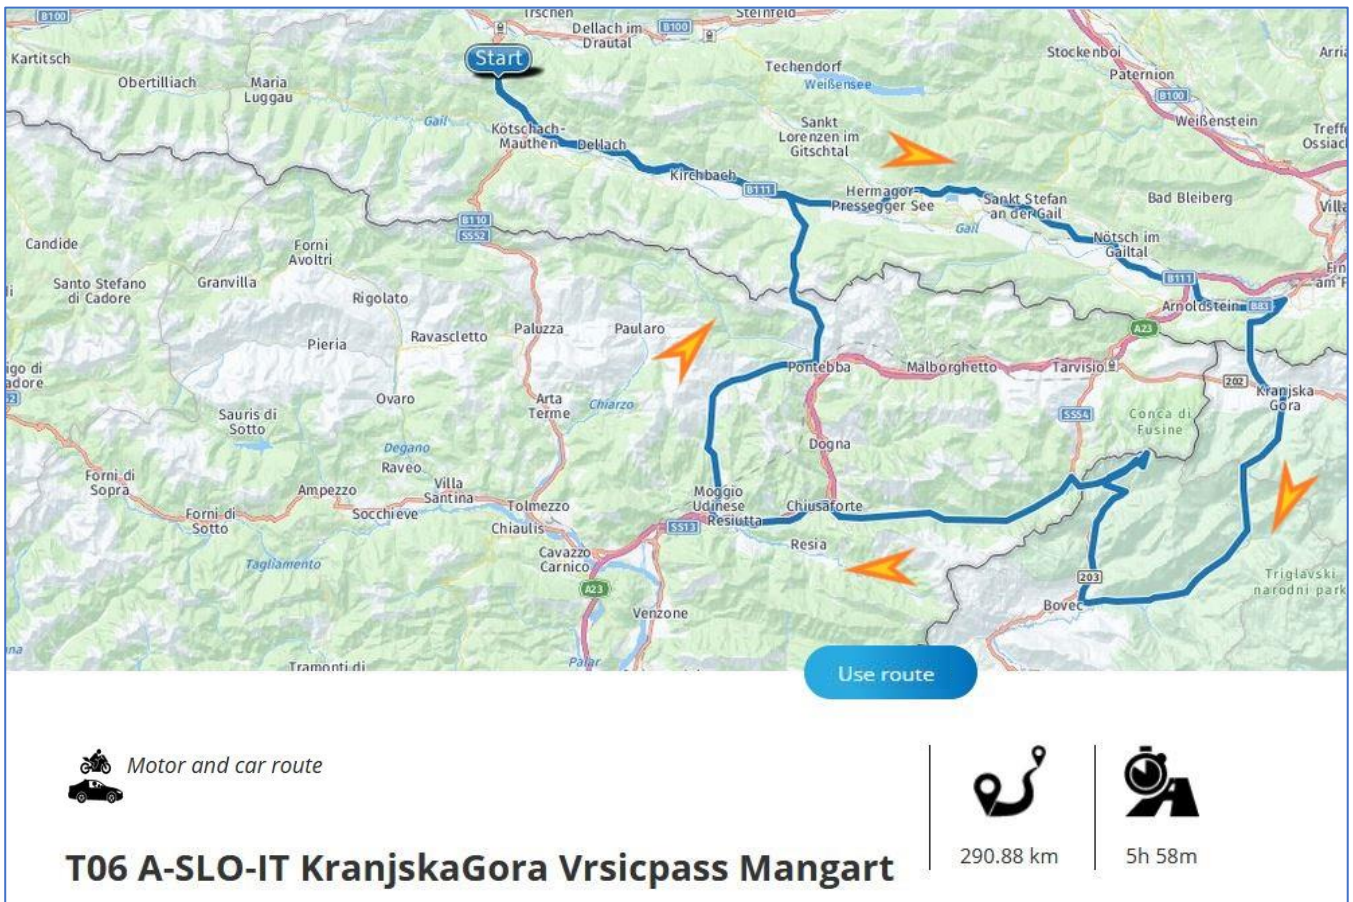 B100
Irschen
Steinfeld
Dellach im
Drautal
B100
Kartitsch
Start
Stockenboi
Obertilliach
Maria
Luggau
Techendorf
Weißensee
Paternion
B100
Gail
Kötschach-
Mauthen
Dellach
Sankt
Lorenzen im
Gitschtal
Weißenstein
Kirchbach
B111
Hermagor-
Pressegger See
Sankt Stefan
an der Gail
Bad Bleiberg
B110
SS52
Gail
Nötsch im
Gailtal
Candide
Forni
Avoltri
Santo Stefano
di Cadore
Granvilla
Rigolato
B111
Arnoldstein
B83
Paluzza
Paularo
A23
Pieria
Ravascletto
Pontebba
Malborghetto
Tarvisio
202
Kranjska
Gora
Ovaro
Arta
Terme
Chiarzo
SS54
Conca di
Fusine
Sauris di
Sotto
Degano
Raveo
Dogna
Forni di
Sopra
Ampezzo
Villa
Santina
Socchieve
Tolmezzo
Moggio
Udinese
Resiutta
Chiusaforte
Forni di
Sotto
Chiaulis
SS13
Resia
Cavazzo
Carnico
Tagliamento
A23
203
Triglavski
narodni park
Venzone
Bovec
Tramonti di
Use route
Motor and car route
290.88 km
5h 58m
T06 A-SLO-IT KranjskaGora Vrsicpass Mangart